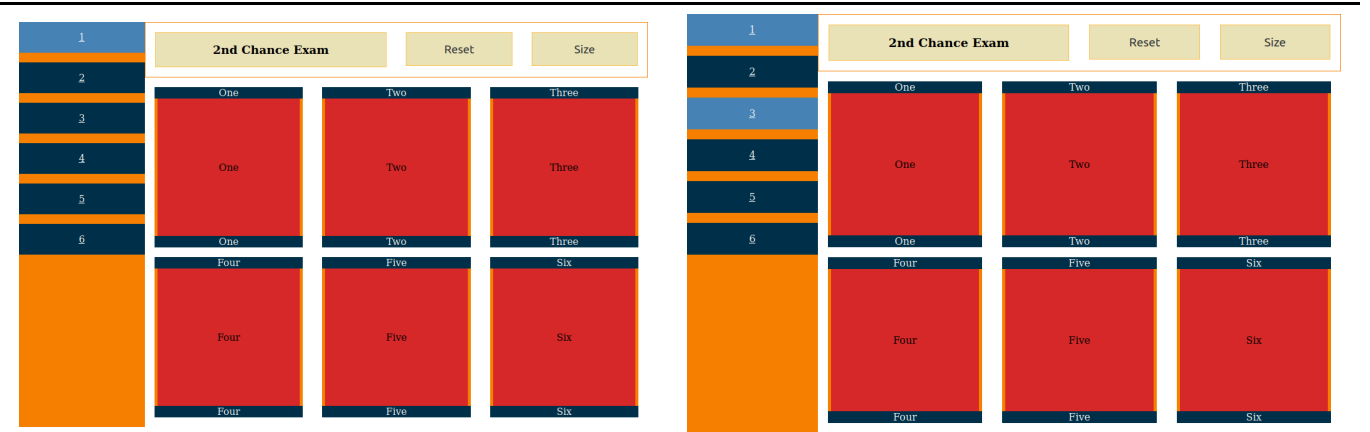 1
2nd Chance Exam
Reset
Size
2
3
4
5
6
One
Two
Three
One
Two
Three
One
Two
Three
Four
Five
Six
Four
Five
Six
Four
Five
Six
1
2nd Chance Exam
Reset
Size
2
3
4
5
6
One
Two
Three
One
Two
Three
One
Two
Three
Four
Five
Six
Four
Five
Six
Four
Five
Six